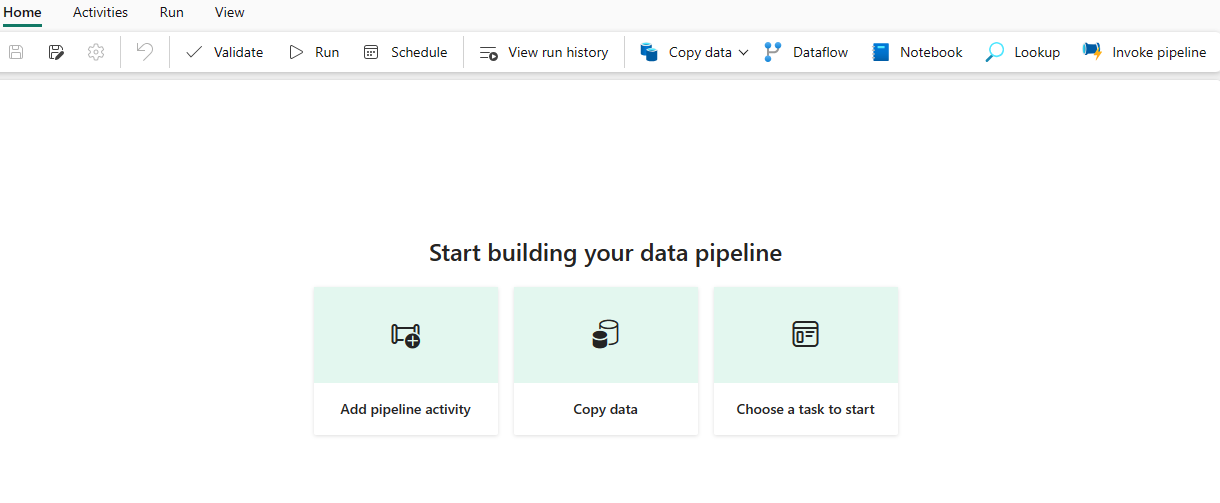 Home Activities Run View
Validate Run Schedule View run history Copy data Dataflow Notebook Lookup Invoke pipeline
Start building your data pipeline
Add pipeline activity Copy data Choose a task to start